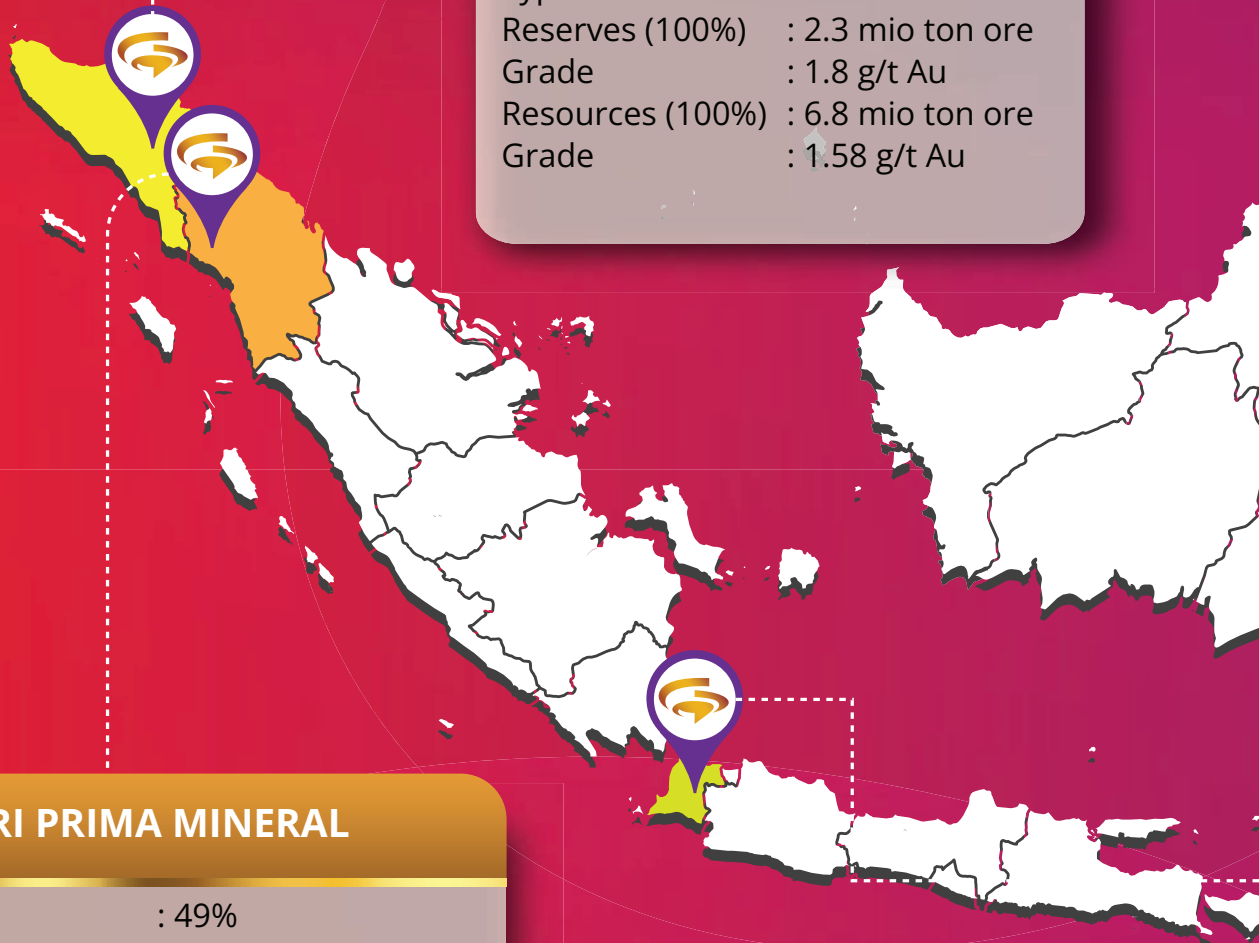 Reserves (100%) : 2.3 mio ton ore
Grade : 1.8 g/t Au
Resources (100%) : 6.8 mio ton ore
Grade : 1.58 g/t Au
RI PRIMA MINERAL
: 49%